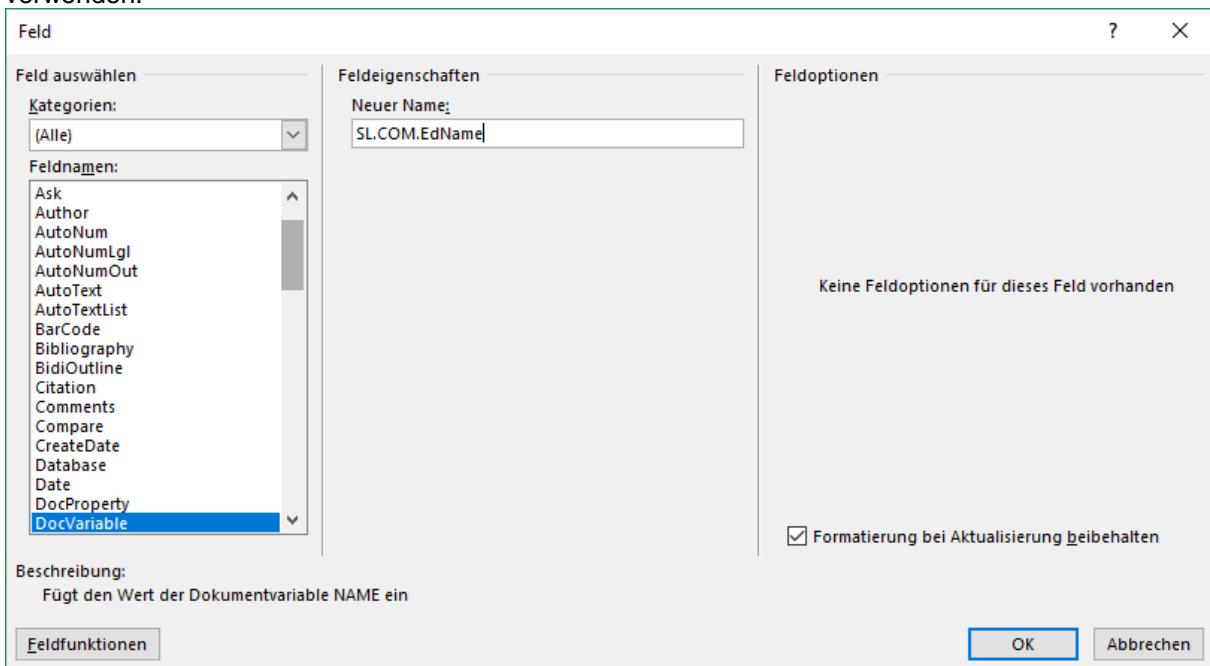 verwenden.
Feld
?
Feld auswählen
Kategorien:
(Alle)
Feldnamen:
Ask
Author
AutoNum
AutoNumLgl
AutoNumOut
AutoText
AutoTextList
BarCode
Bibliography
BidiOutline
Citation
Comments
Compare
CreateDate
Database
Date
DocProperty
DocVariable
Feldeigenschaften
Neuer Name:
SL.COM.EdName
Feldoptionen
Keine Feldoptionen für dieses Feld vorhanden
Formatierung bei Aktualisierung beibehalten
Beschreibung:
Fügt den Wert der Dokumentvariable NAME ein
Feldfunktionen
OK
Abbrechen